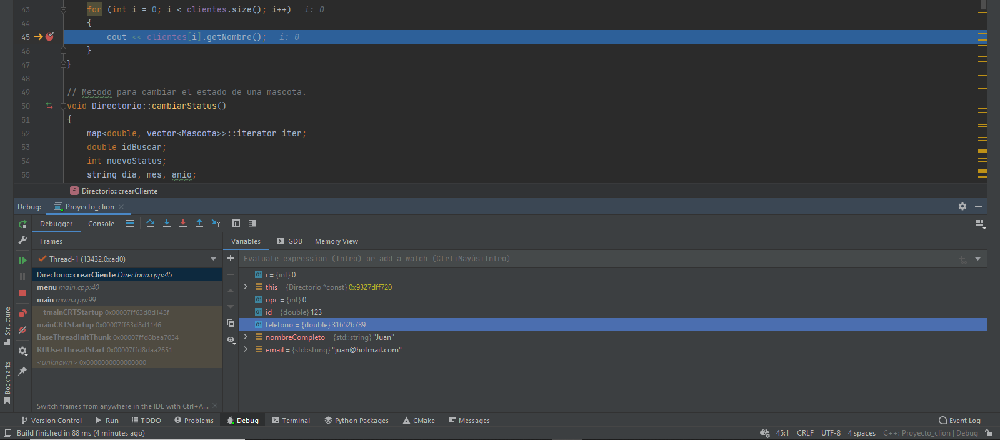 43 for (int i = 0; i < clientes.size(); i++) i: 0
44 {
45 cout << clientes[i].getNombre(); i: 0
46 }
47 }
48
49 // Metodo para cambiar el estado de una mascota.
50 void Directorio::cambiarStatus()
51 {
52 map<double, vector<Mascota>>::iterator iter;
53 double idBuscar;
54 int nuevoStatus;
55 string dia, mes, anio;
f Directorio::crearCliente
Debug: Proyecto_clion
Debugger Console
Frames Variables GDB Memory View
Thread-1 (13432.0xad0)
Evaluate expression (Intro) or add a watch (Ctrl+Mayús+Intro)
Directorio::crearCliente Directorio.cpp:45
menu main.cpp:40
main main.cpp:99
__tmainCRTStartup 0x00007ff63d8d143f
mainCRTStartup 0x00007ff63d8d1146
BaseThreadInitThunk 0x00007ffd8bea7034
RtlUserThreadStart 0x00007ffd8daa2651
<unknown> 0x0000000000000000
Switch frames from anywhere in the IDE with Ctrl+A...
01 i = {int} 0
this = {Directorio *const} 0x9327dff720
01 opc = {int} 0
01 id = {double} 123
01 telefono = {double} 316526789
nombreCompleto = {std::string} "Juan"
email = {std::string} "juan@hotmail.com"
Structure
Bookmarks
Version Control Run TODO Problems Debug Terminal Python Packages CMake Messages Event Log
Build finished in 88 ms (4 minutes ago) 45:1 CRLF UTF-8 4 spaces C++: Proyecto_clion | Debug